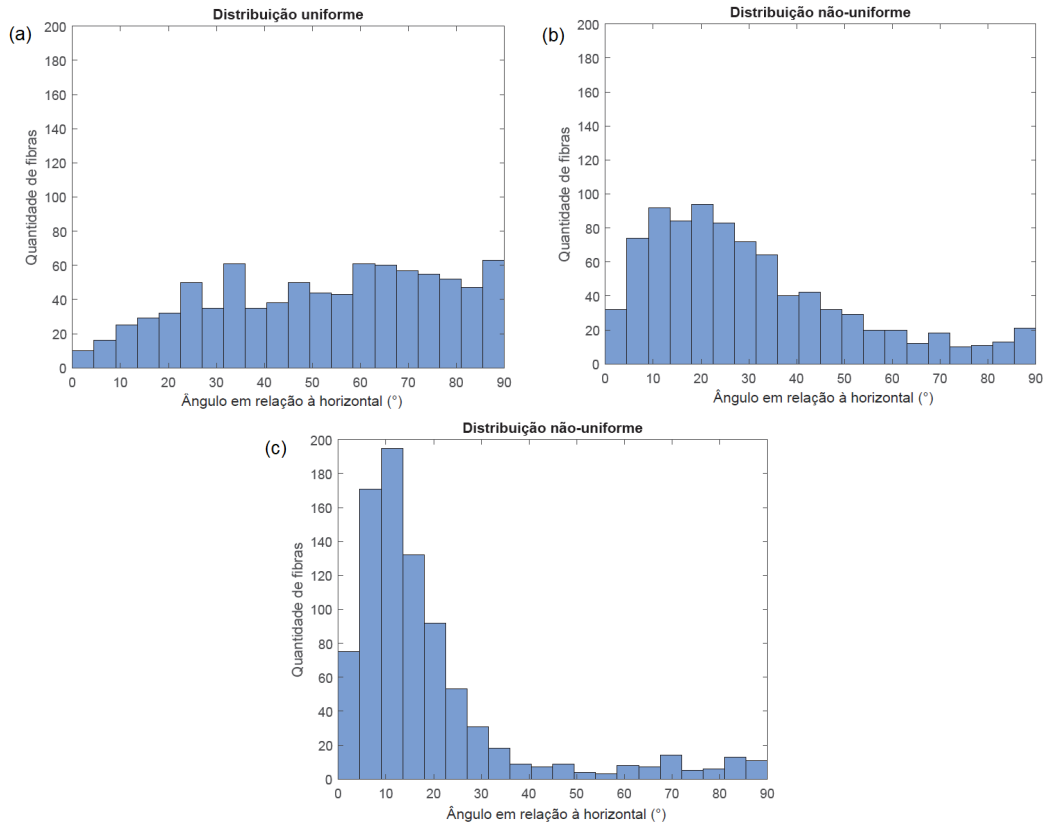 (a)
Distribuição uniforme
200
180
160
140
120
100
80
60
40
20
0
Quantidade de fibras
0 10 20 30 40 50 60 70 80 90
Ângulo em relação à horizontal (°)
(b)
Distribuição não-uniforme
200
180
160
140
120
100
80
60
40
20
0
Quantidade de fibras
0 10 20 30 40 50 60 70 80 90
Ângulo em relação à horizontal (°)
(c)
Distribuição não-uniforme
200
180
160
140
120
100
80
60
40
20
0
Quantidade de fibras
0 10 20 30 40 50 60 70 80 90
Ângulo em relação à horizontal (°)